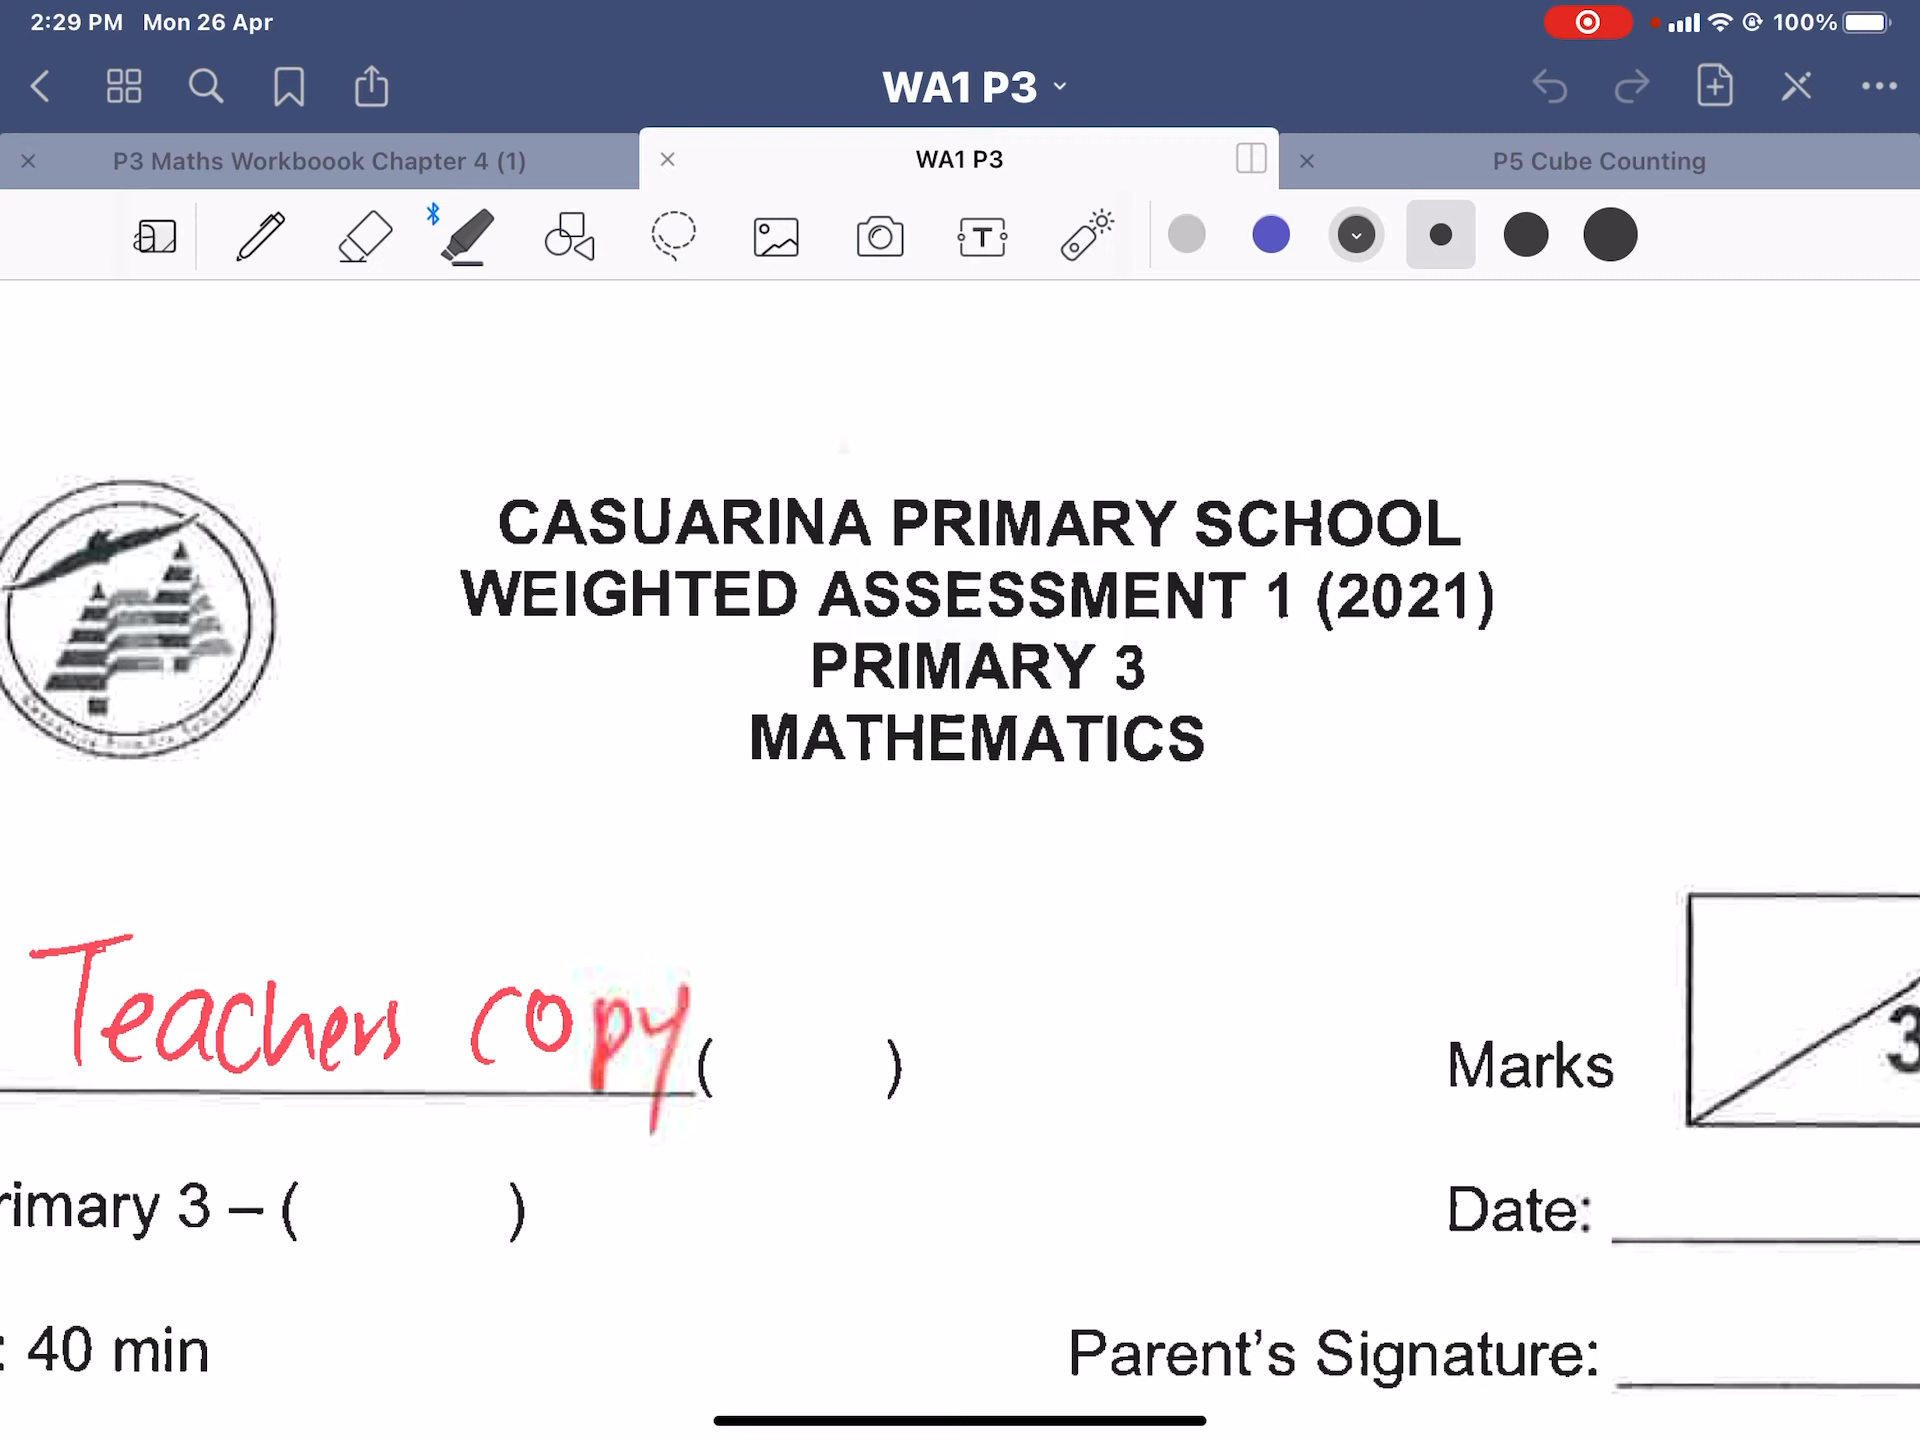 2:29 PM Mon 26 Apr 100%
WA1 P3
P3 Maths Workboook Chapter 4 (1) WA1 P3 P5 Cube Counting
CASUARINA PRIMARY SCHOOL
WEIGHTED ASSESSMENT 1 (2021)
PRIMARY 3
MATHEMATICS
Teachers copy ( ) Marks 3
rimary 3 – ( ) Date:
: 40 min Parent's Signature: